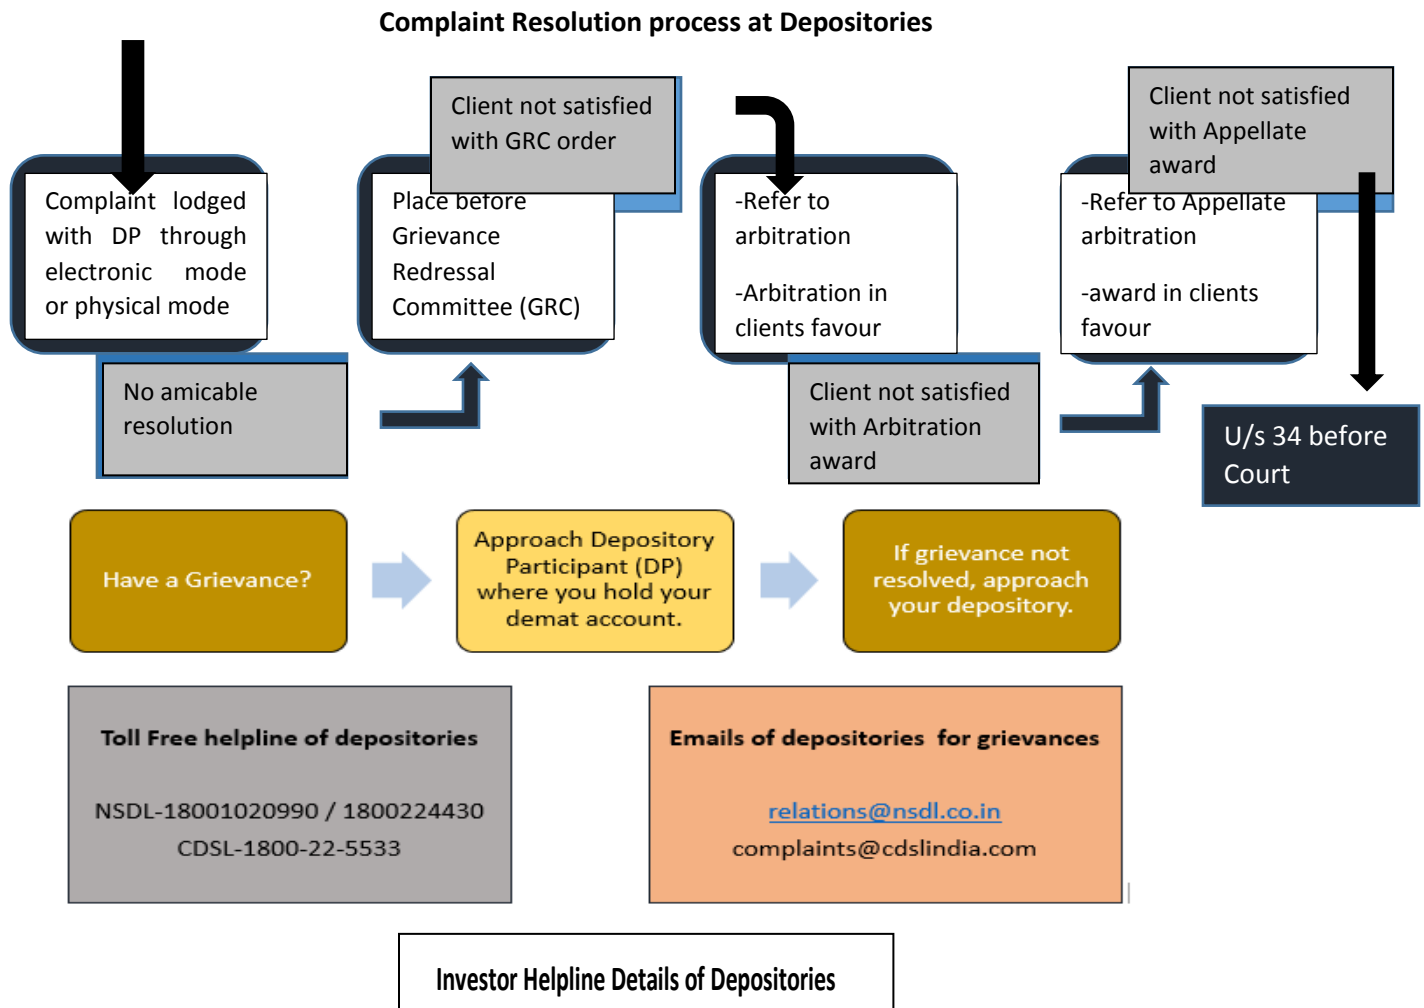 Complaint Resolution process at Depositories
Client not satisfied
with GRC order
Client not satisfied
with Appellate
award
Complaint lodged
with DP through
electronic mode
or physical mode
Place before
Grievance
Redressal
Committee (GRC)
-Refer to
arbitration
-Arbitration in
clients favour
-Refer to Appellate
arbitration
-award in clients
favour
No amicable
resolution
Client not satisfied
with Arbitration
award
U/s 34 before
Court
Have a Grievance?
Approach Depository
Participant (DP)
where you hold your
demat account.
If grievance not
resolved, approach
your depository.
Toll Free helpline of depositories
NSDL-18001020990 / 1800224430
CDSL-1800-22-5533
Emails of depositories for grievances
relations@nsdl.co.in
complaints@cdslindia.com
Investor Helpline Details of Depositories